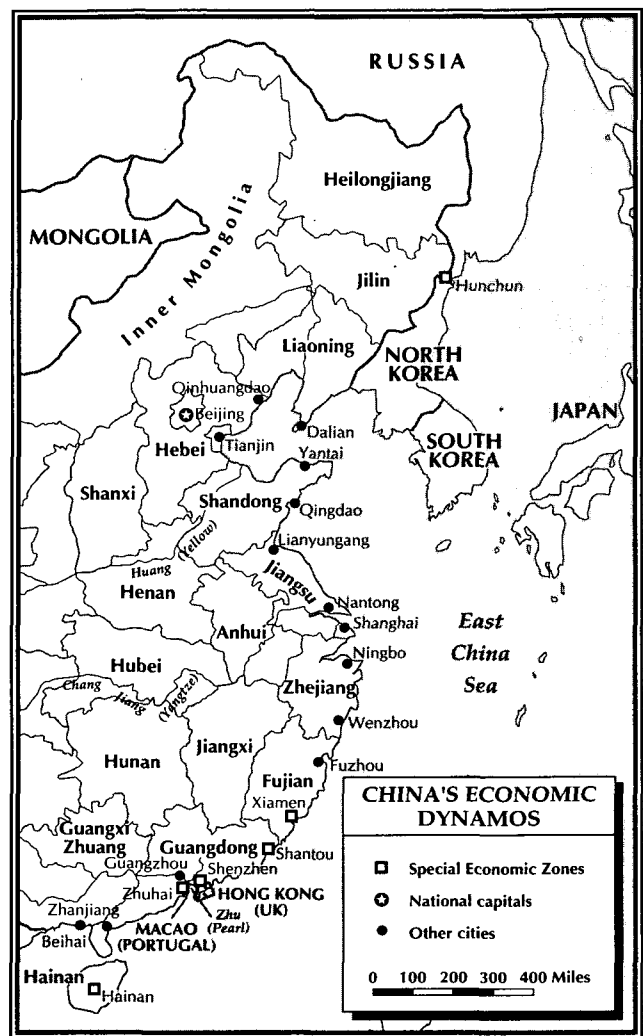 RUSSIA
Heilongjiang
MONGOLIA
Inner Mongolia
Jilin
Hunchun
Liaoning
NORTH
KOREA
Qinhuangdao
Beijing
JAPAN
Hebei
Tianjin
Dalian
SOUTH
KOREA
Yantai
Shanxi
Shandong
Qingdao
Huang
(Yellow)
Lianyungang
Jiangsu
Henan
Nantong
Anhui
Shanghai
East
China
Sea
Hubei
Ningbo
Chang
Jiang
(Yangtze)
Zhejiang
Wenzhou
Hunan
Jiangxi
Fuzhou
Fujian
Xiamen
Guangxi
Zhuang
Guangdong
Shantou
Guangzhou
Shenzhen
Zhuhai
HONG KONG
(UK)
Zhu
(Pearl)
MACAO
(PORTUGAL)
Zhanjiang
Beihai
Hainan
Hainan
CHINA'S ECONOMIC
DYNAMOS
Special Economic Zones
National capitals
Other cities
0 100 200 300 400 Miles